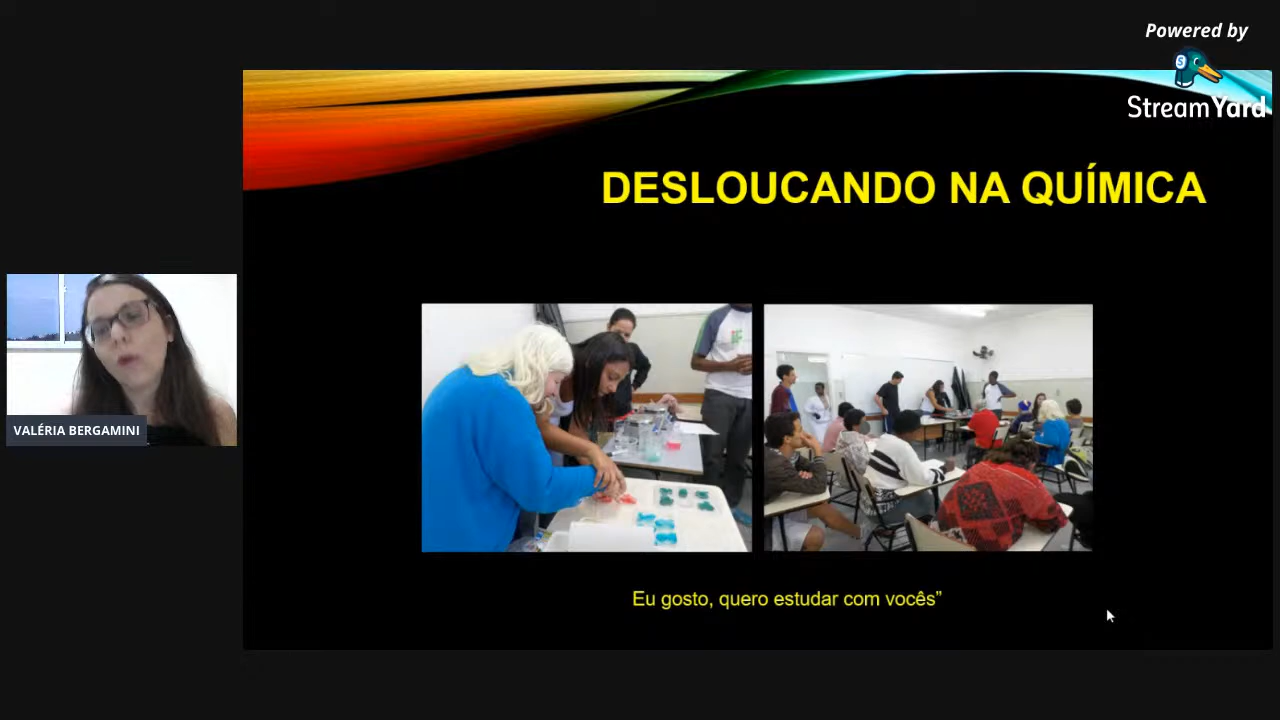 Powered by
StreamYard
DESLOUCANDO NA QUÍMICA
VALÉRIA BERGAMINI
Eu gosto, quero estudar com vocês”